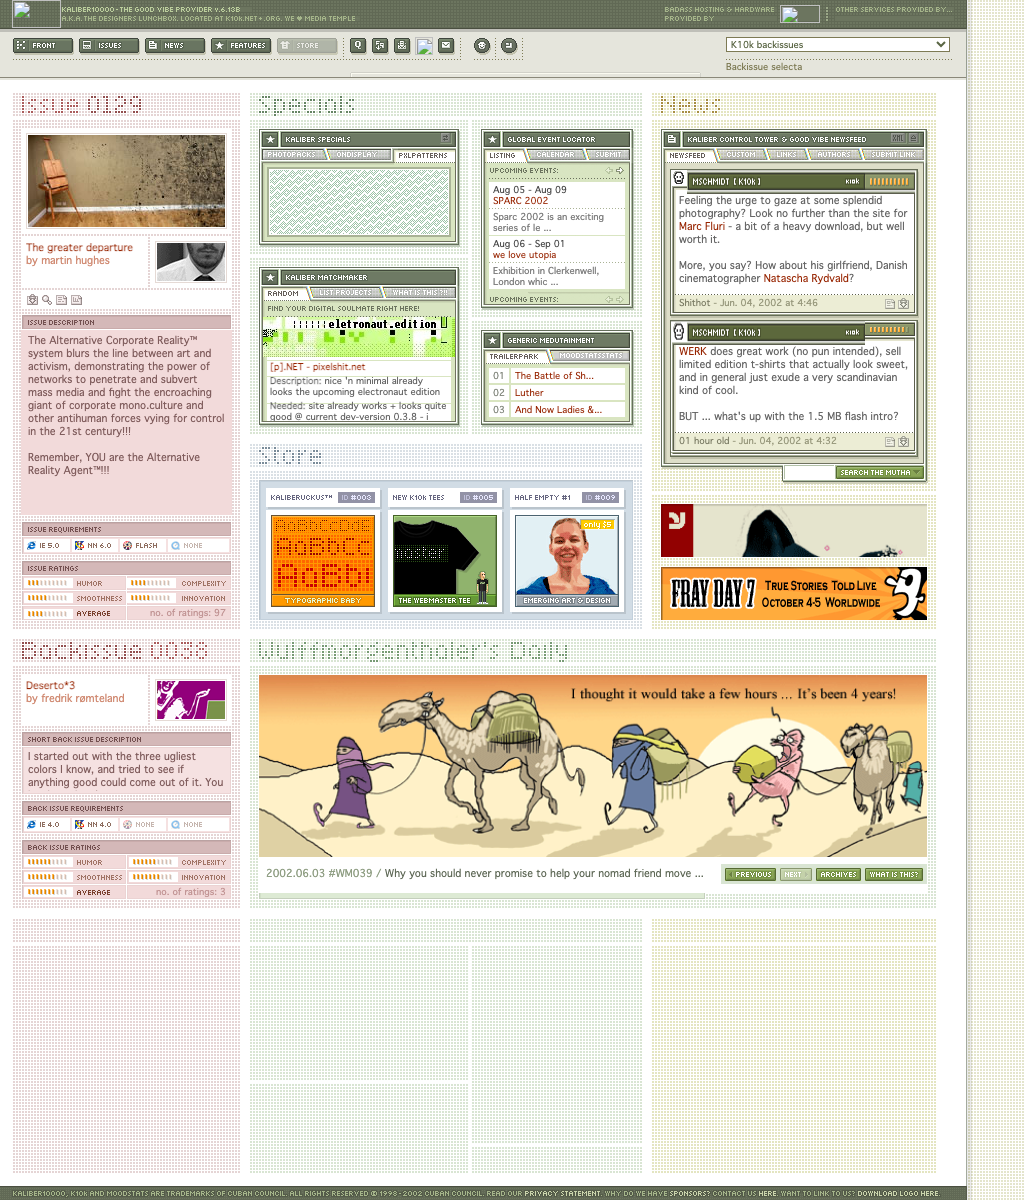 KALIBER10000 - THE GOOD VIBE PROVIDER V.6.13B
A.K.A. THE DESIGNERS LUNCHBOX. LOCATED AT K10K.NET + .ORG. WE ♥ MEDIA TEMPLE
BADASS HOSTING & HARDWARE
PROVIDED BY
OTHER SERVICES PROVIDED BY...
FRONT
ISSUES
NEWS
FEATURES
STORE
K10k backissues
Backissue selecta
Issue 0129
The greater departure
by martin hughes
ISSUE DESCRIPTION
The Alternative Corporate Reality™
system blurs the line between art and
activism, demonstrating the power of
networks to penetrate and subvert
mass media and fight the encroaching
giant of corporate mono.culture and
other antihuman forces vying for control
in the 21st century!!!
Remember, YOU are the Alternative
Reality Agent™!!!
ISSUE REQUIREMENTS
IE 5.0
NN 6.0
FLASH
NONE
ISSUE RATINGS
HUMOR
COMPLEXITY
SMOOTHNESS
INNOVATION
AVERAGE
no. of ratings: 97
Specials
KALIBER SPECIALS
PHOTOPACKS
ONDISPLAY
PXLPATTERNS
KALIBER MATCHMAKER
RANDOM
LIST PROJECTS
WHAT IS THIS?!!
FIND YOUR DIGITAL SOULMATE RIGHT HERE!
eletronaut.edition
[p].NET - pixelshit.net
Description: nice 'n minimal already
looks the upcoming electronaut edition
Needed: site already works + looks quite
good @ current dev-version 0.3.8 - i
GLOBAL EVENT LOCATOR
LISTING
CALENDAR
SUBMIT
UPCOMING EVENTS:
Aug 05 - Aug 09
SPARC 2002
Sparc 2002 is an exciting
series of le ...
Aug 06 - Sep 01
we love utopia
Exhibition in Clerkenwell,
London whic ...
UPCOMING EVENTS:
GENERIC MEDUTAINMENT
TRAILERPARK
MOODSTATSSTATS
01 The Battle of Sh...
02 Luther
03 And Now Ladies &...
Store
KALIBERUCKUS™ ID #003
AaBbCcDdE
AaBbCc
AaBb
TYPOGRAPHIC BABY
NEW K10K TEES ID #005
master
THE WEBMASTER TEE
HALF EMPTY #1 ID #009
only $5
EMERGING ART & DESIGN
News
KALIBER CONTROL TOWER & GOOD VIBE NEWSFEED
XML
NEWSFEED
CUSTOM
LINKS
AUTHORS
SUBMIT LINK
MSCHMIDT [ K10K ]
K10K
Feeling the urge to gaze at some splendid
photography? Look no further than the site for
Marc Fluri - a bit of a heavy download, but well
worth it.
More, you say? How about his girlfriend, Danish
cinematographer Natascha Rydvald?
Shithot - Jun. 04, 2002 at 4:46
MSCHMIDT [ K10K ]
K10K
WERK does great work (no pun intended), sell
limited edition t-shirts that actually look sweet,
and in general just exude a very scandinavian
kind of cool.
BUT ... what's up with the 1.5 MB flash intro?
01 hour old - Jun. 04, 2002 at 4:32
SEARCH THE MUTHA
FRAY DAY 7
TRUE STORIES TOLD LIVE
OCTOBER 4-5 WORLDWIDE
Backissue 0038
Deserto*3
by fredrik rømteland
SHORT BACK ISSUE DESCRIPTION
I started out with the three ugliest
colors I know, and tried to see if
anything good could come out of it. You
BACK ISSUE REQUIREMENTS
IE 4.0
NN 4.0
NONE
NONE
BACK ISSUE RATINGS
HUMOR
COMPLEXITY
SMOOTHNESS
INNOVATION
AVERAGE
no. of ratings: 3
Wulffmorgenthaler's Daily
I thought it would take a few hours ... It's been 4 years!
2002.06.03 #WM039 / Why you should never promise to help your nomad friend move ...
PREVIOUS
NEXT
ARCHIVES
WHAT IS THIS?
KALIBER10000, K10K AND MOODSTATS ARE TRADEMARKS OF CUBAN COUNCIL. ALL RIGHTS RESERVED © 1998 - 2002 CUBAN COUNCIL. READ OUR PRIVACY STATEMENT. WHY DO WE HAVE SPONSORS? CONTACT US HERE. WANT TO LINK TO US? DOWNLOAD LOGO HERE.